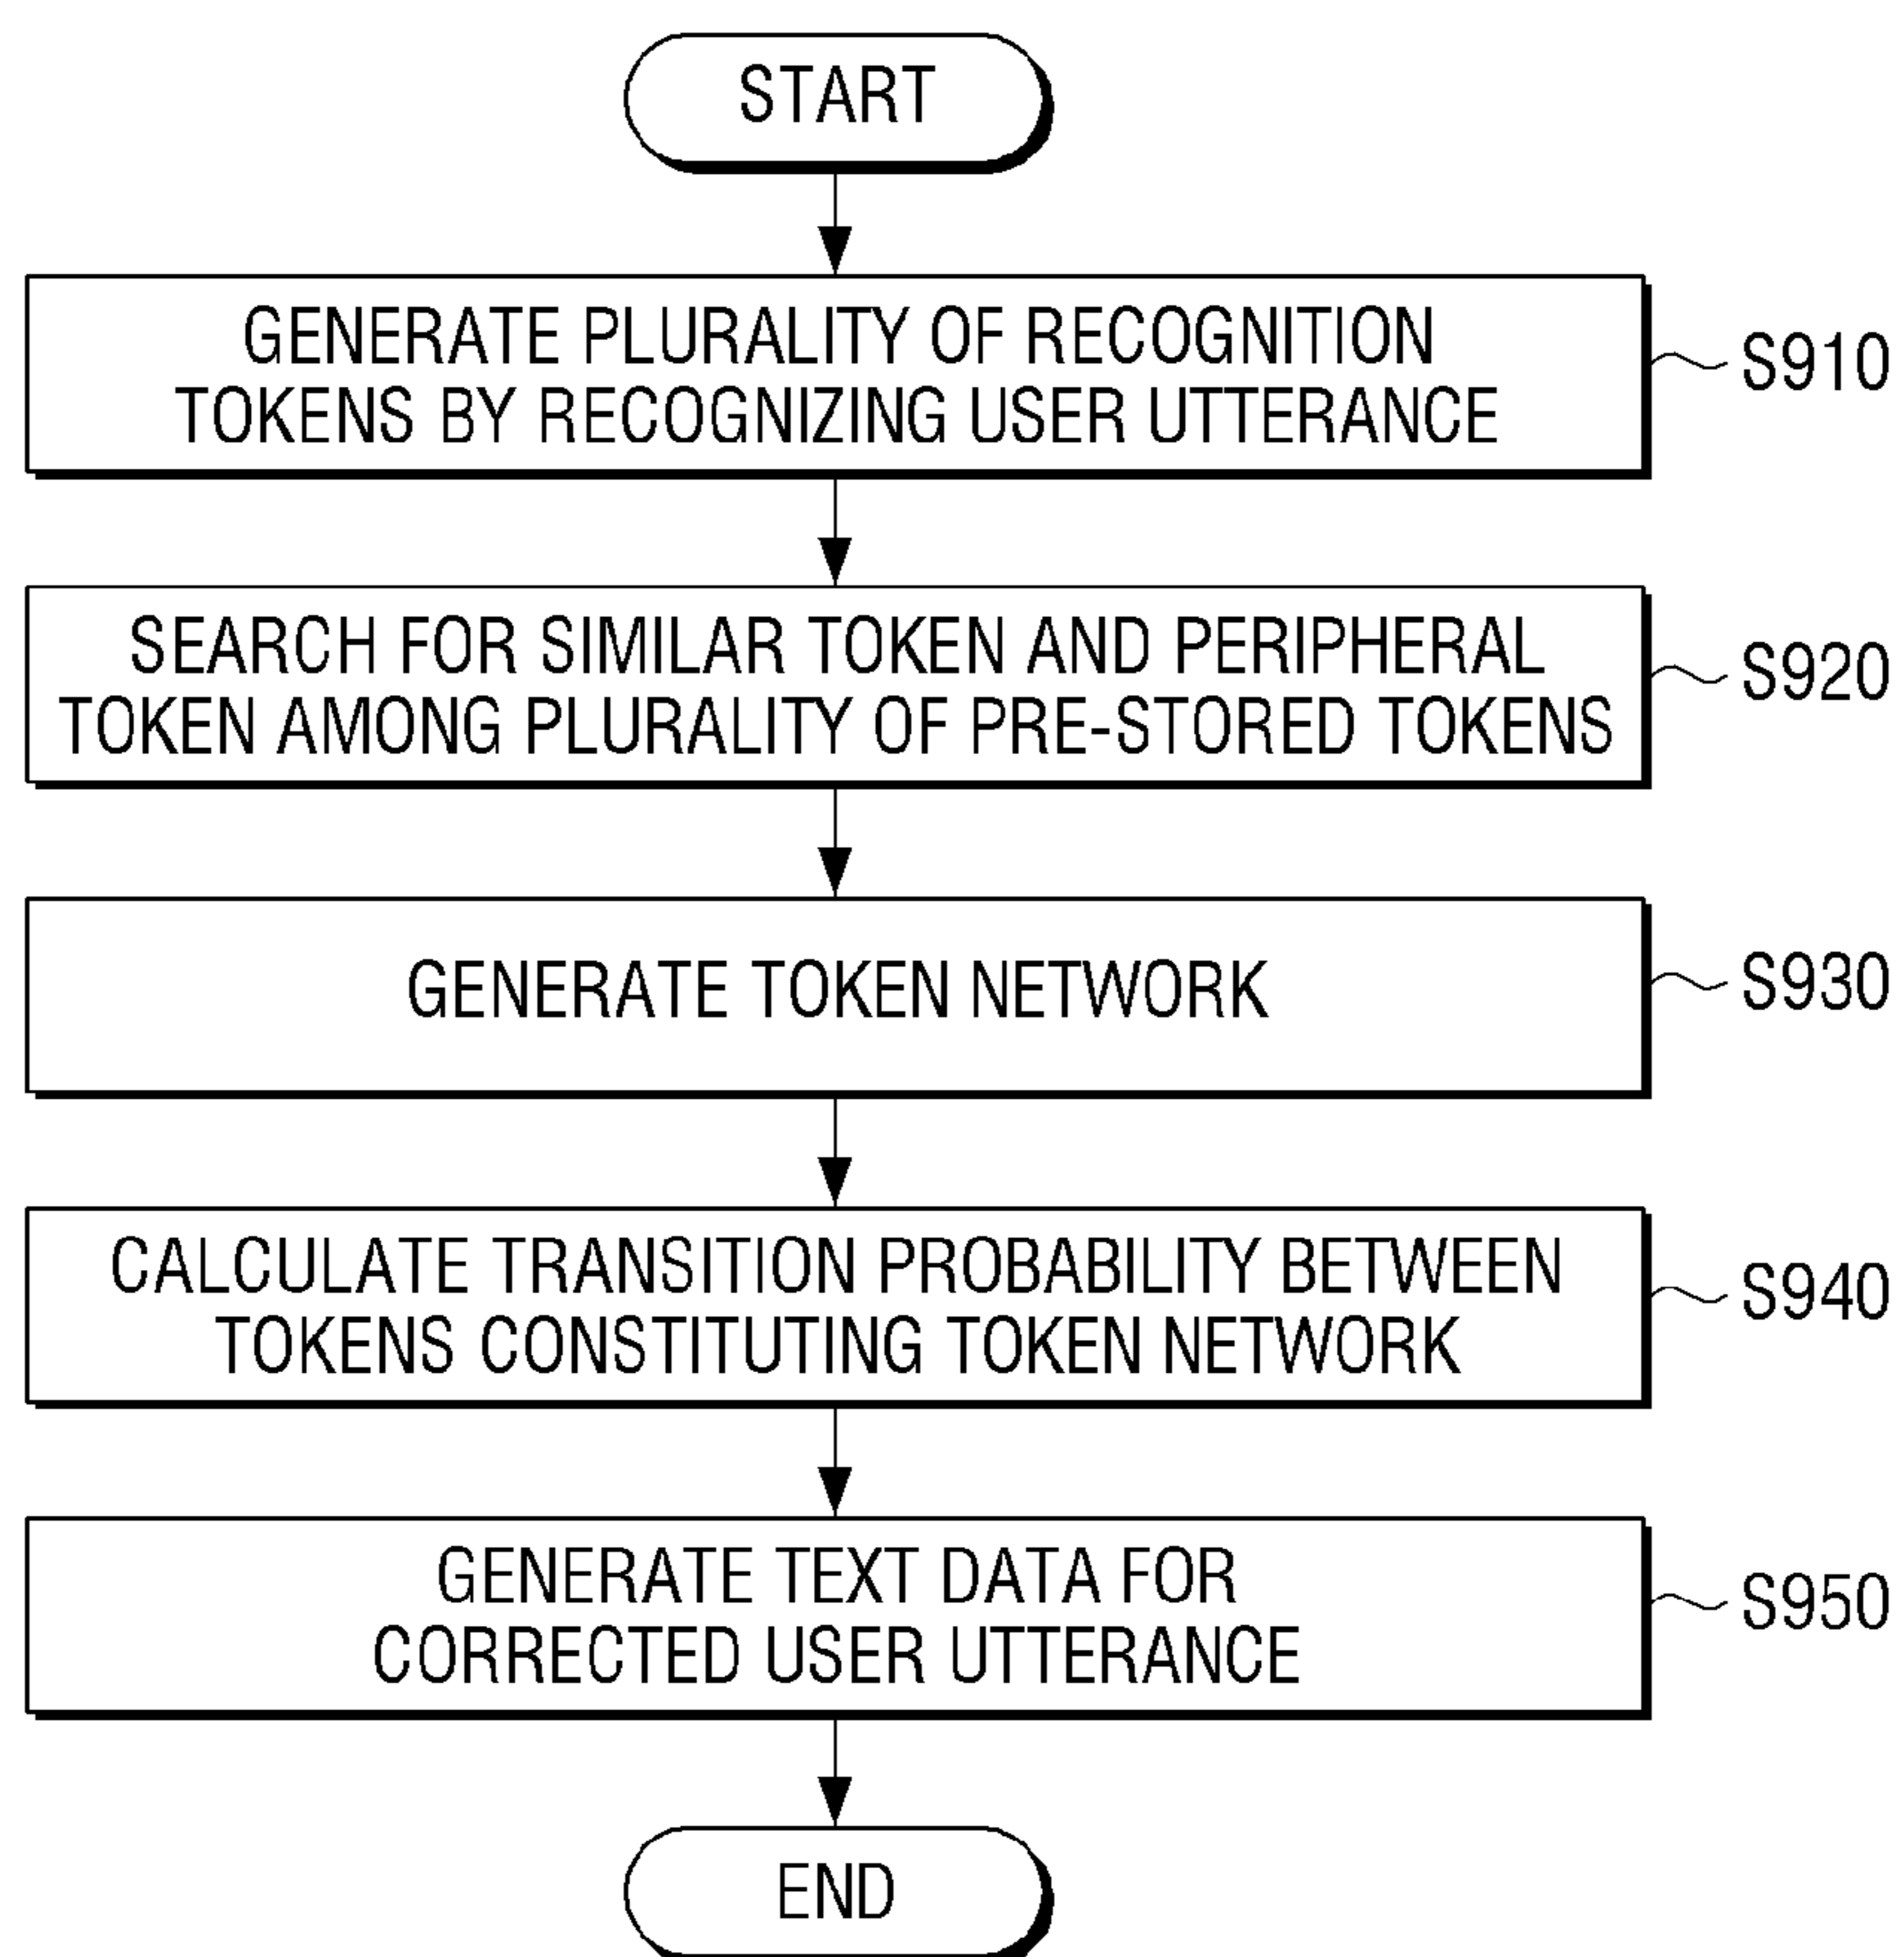 START
GENERATE PLURALITY OF RECOGNITION
TOKENS BY RECOGNIZING USER UTTERANCE
S910
SEARCH FOR SIMILAR TOKEN AND PERIPHERAL
TOKEN AMONG PLURALITY OF PRE-STORED TOKENS
S920
GENERATE TOKEN NETWORK
S930
CALCULATE TRANSITION PROBABILITY BETWEEN
TOKENS CONSTITUTING TOKEN NETWORK
S940
GENERATE TEXT DATA FOR
CORRECTED USER UTTERANCE
S950
END